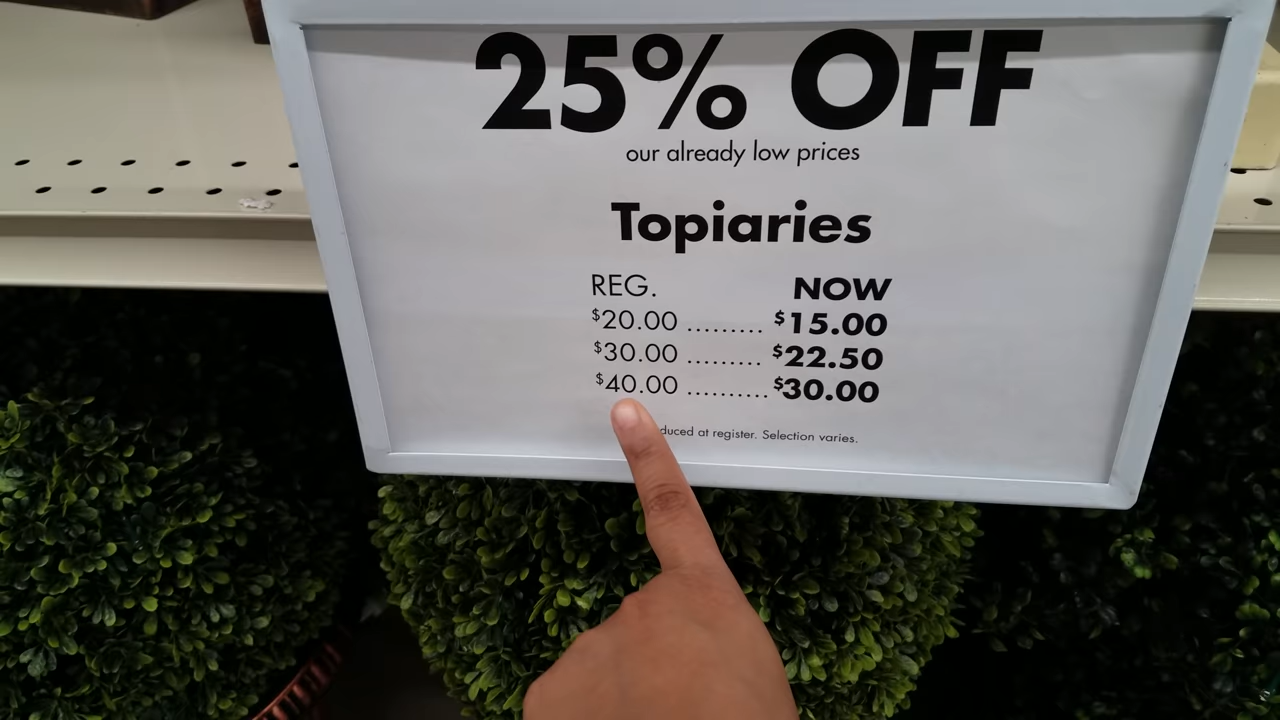 25% OFF
our already low prices
Topiaries
REG. NOW
$20.00 ......... $15.00
$30.00 ......... $22.50
$40.00 .......... $30.00
at register. Selection varies.